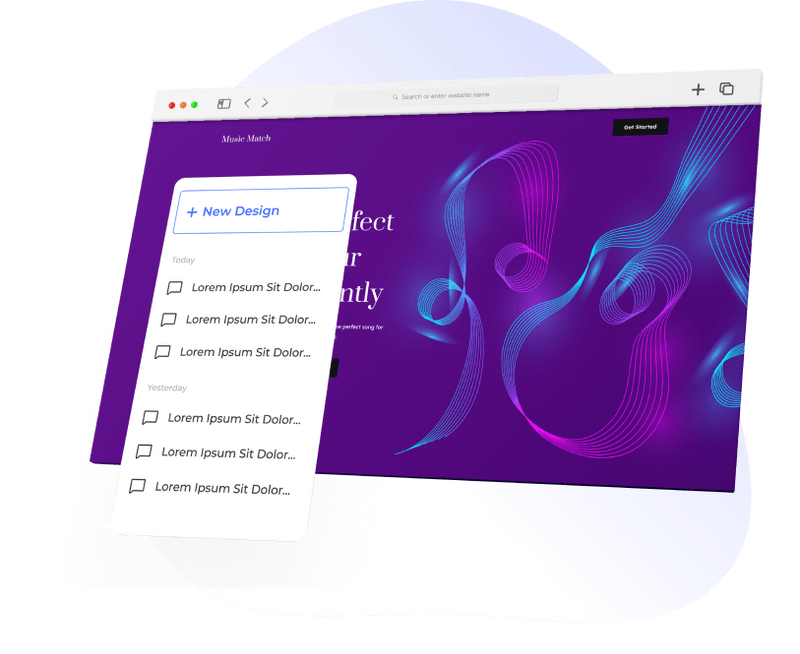 Search or enter website name
Music Match
Get Started
+ New Design
fect
ur
ntly
perfect song for
Today
Lorem Ipsum Sit Dolor...
Lorem Ipsum Sit Dolor...
Lorem Ipsum Sit Dolor...
Yesterday
Lorem Ipsum Sit Dolor...
Lorem Ipsum Sit Dolor...
Lorem Ipsum Sit Dolor...